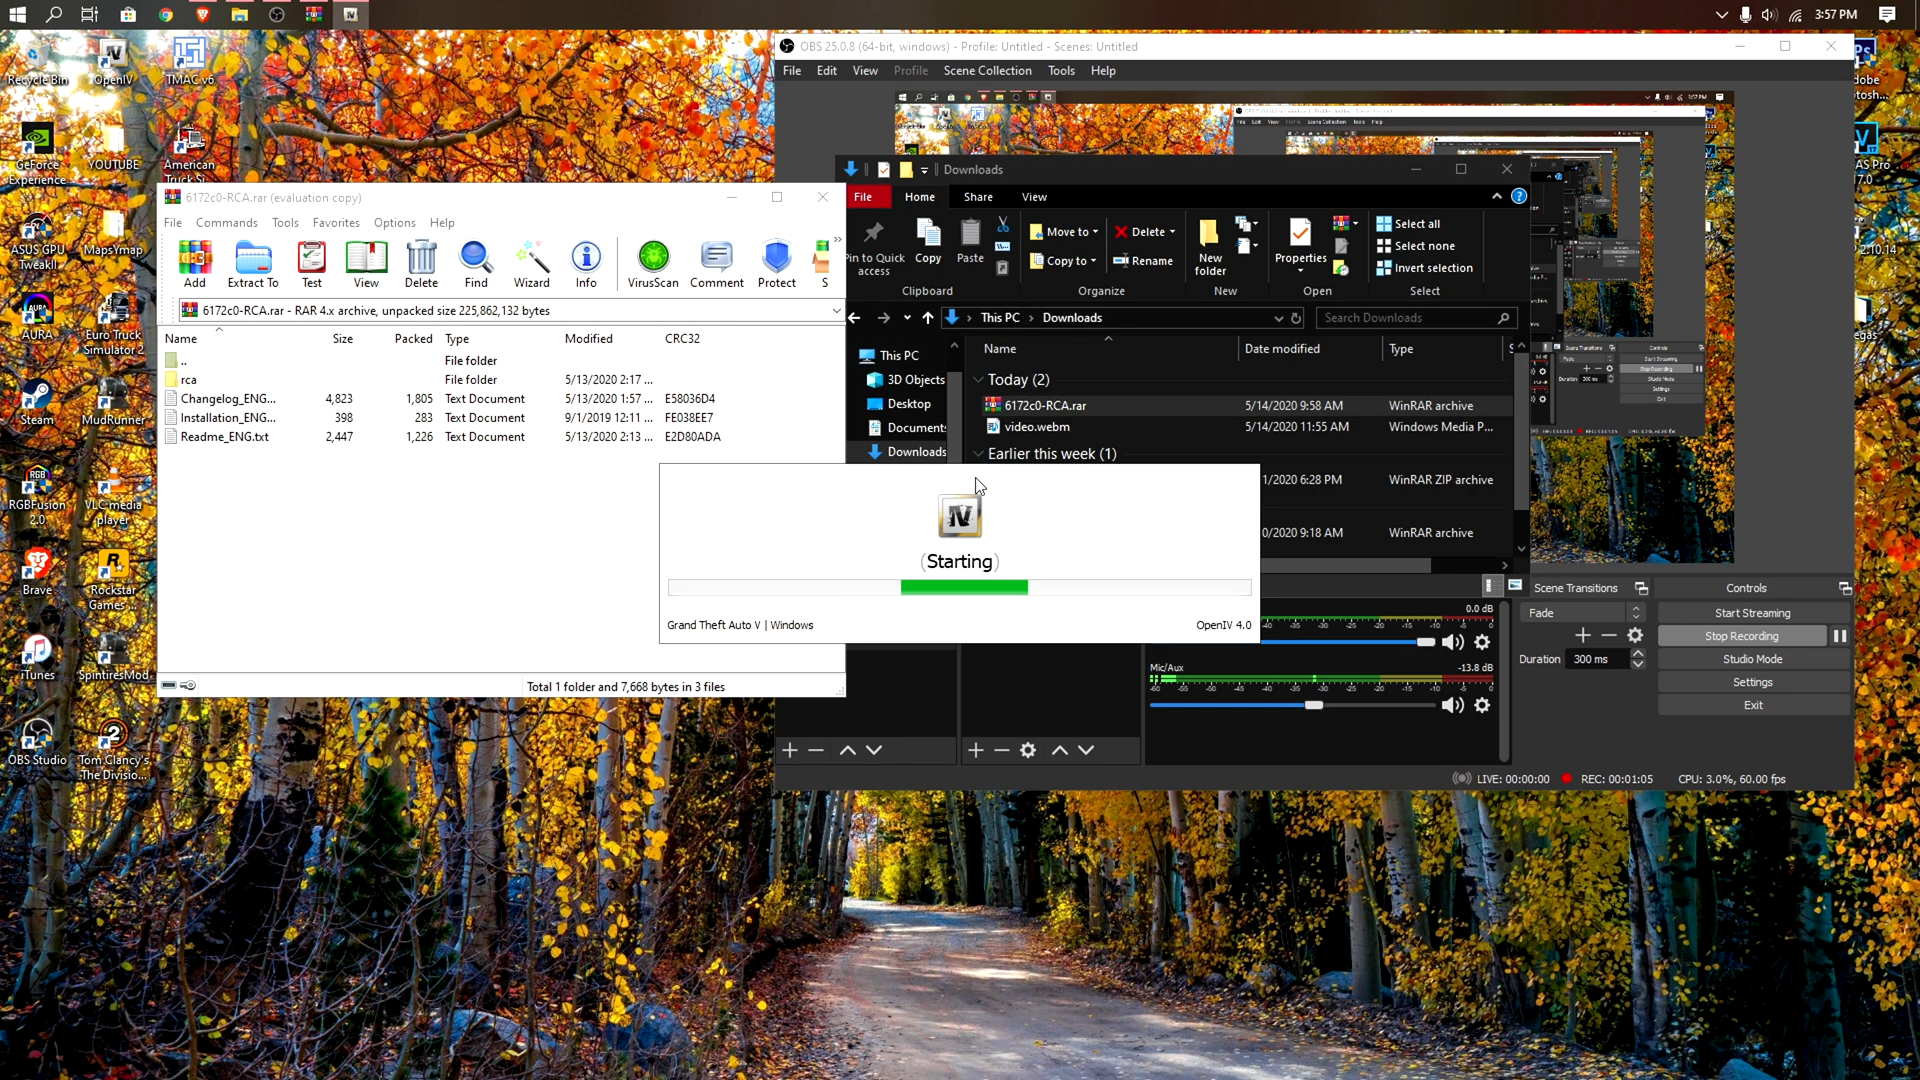 3:57 PM
Recycle Bin
OpenIV
TMAC v6
GeForce
Experience
YOUTUBE
American
Truck Si...
ASUS GPU
TweakII
MapsYmap
AURA
Euro Truck
Simulator 2
Steam
MudRunner
RGBFusion
2.0
VLC media
player
Brave
Rockstar
Games ...
iTunes
SpintiresMod
OBS Studio
Tom.Clancy's
The Divisio...
OBS 25.0.8 (64-bit, windows) - Profile: Untitled - Scenes: Untitled
File Edit View Profile Scene Collection Tools Help
6172c0-RCA.rar (evaluation copy)
File Commands Tools Favorites Options Help
Add Extract To Test View Delete Find Wizard Info VirusScan Comment Protect S
6172c0-RCA.rar - RAR 4.x archive, unpacked size 225,862,132 bytes
Name Size Packed Type Modified CRC32
.. File folder
rca File folder 5/13/2020 2:17 ...
Changelog_ENG... 4,823 1,805 Text Document 5/13/2020 1:57 ... E58036D4
Installation_ENG... 398 283 Text Document 9/1/2019 12:11 ... FE038EE7
Readme_ENG.txt 2,447 1,226 Text Document 5/13/2020 2:13 ... E2D80ADA
Total 1 folder and 7,668 bytes in 3 files
Downloads
File Home Share View
Pin to Quick
access
Copy
Paste
Move to
Copy to
Delete
Rename
New
folder
Properties
Select all
Select none
Invert selection
Clipboard Organize New Open Select
This PC Downloads
Search Downloads
This PC
3D Objects
Desktop
Documents
Downloads
Name Date modified Type S
Today (2)
6172c0-RCA.rar 5/14/2020 9:58 AM WinRAR archive
video.webm 5/14/2020 11:55 AM Windows Media P...
Earlier this week (1)
1/2020 6:28 PM WinRAR ZIP archive
0/2020 9:18 AM WinRAR archive
(Starting)
Grand Theft Auto V | Windows
OpenIV 4.0
0.0 dB
Mic/Aux
-13.8 dB
-60 -55 -50 -45 -40 -35 -30 -25 -20 -15 -10 -5 0
Scene Transitions
Fade
Duration 300 ms
Controls
Start Streaming
Stop Recording
Studio Mode
Settings
Exit
LIVE: 00:00:00 REC: 00:01:05 CPU: 3.0%, 60.00 fps